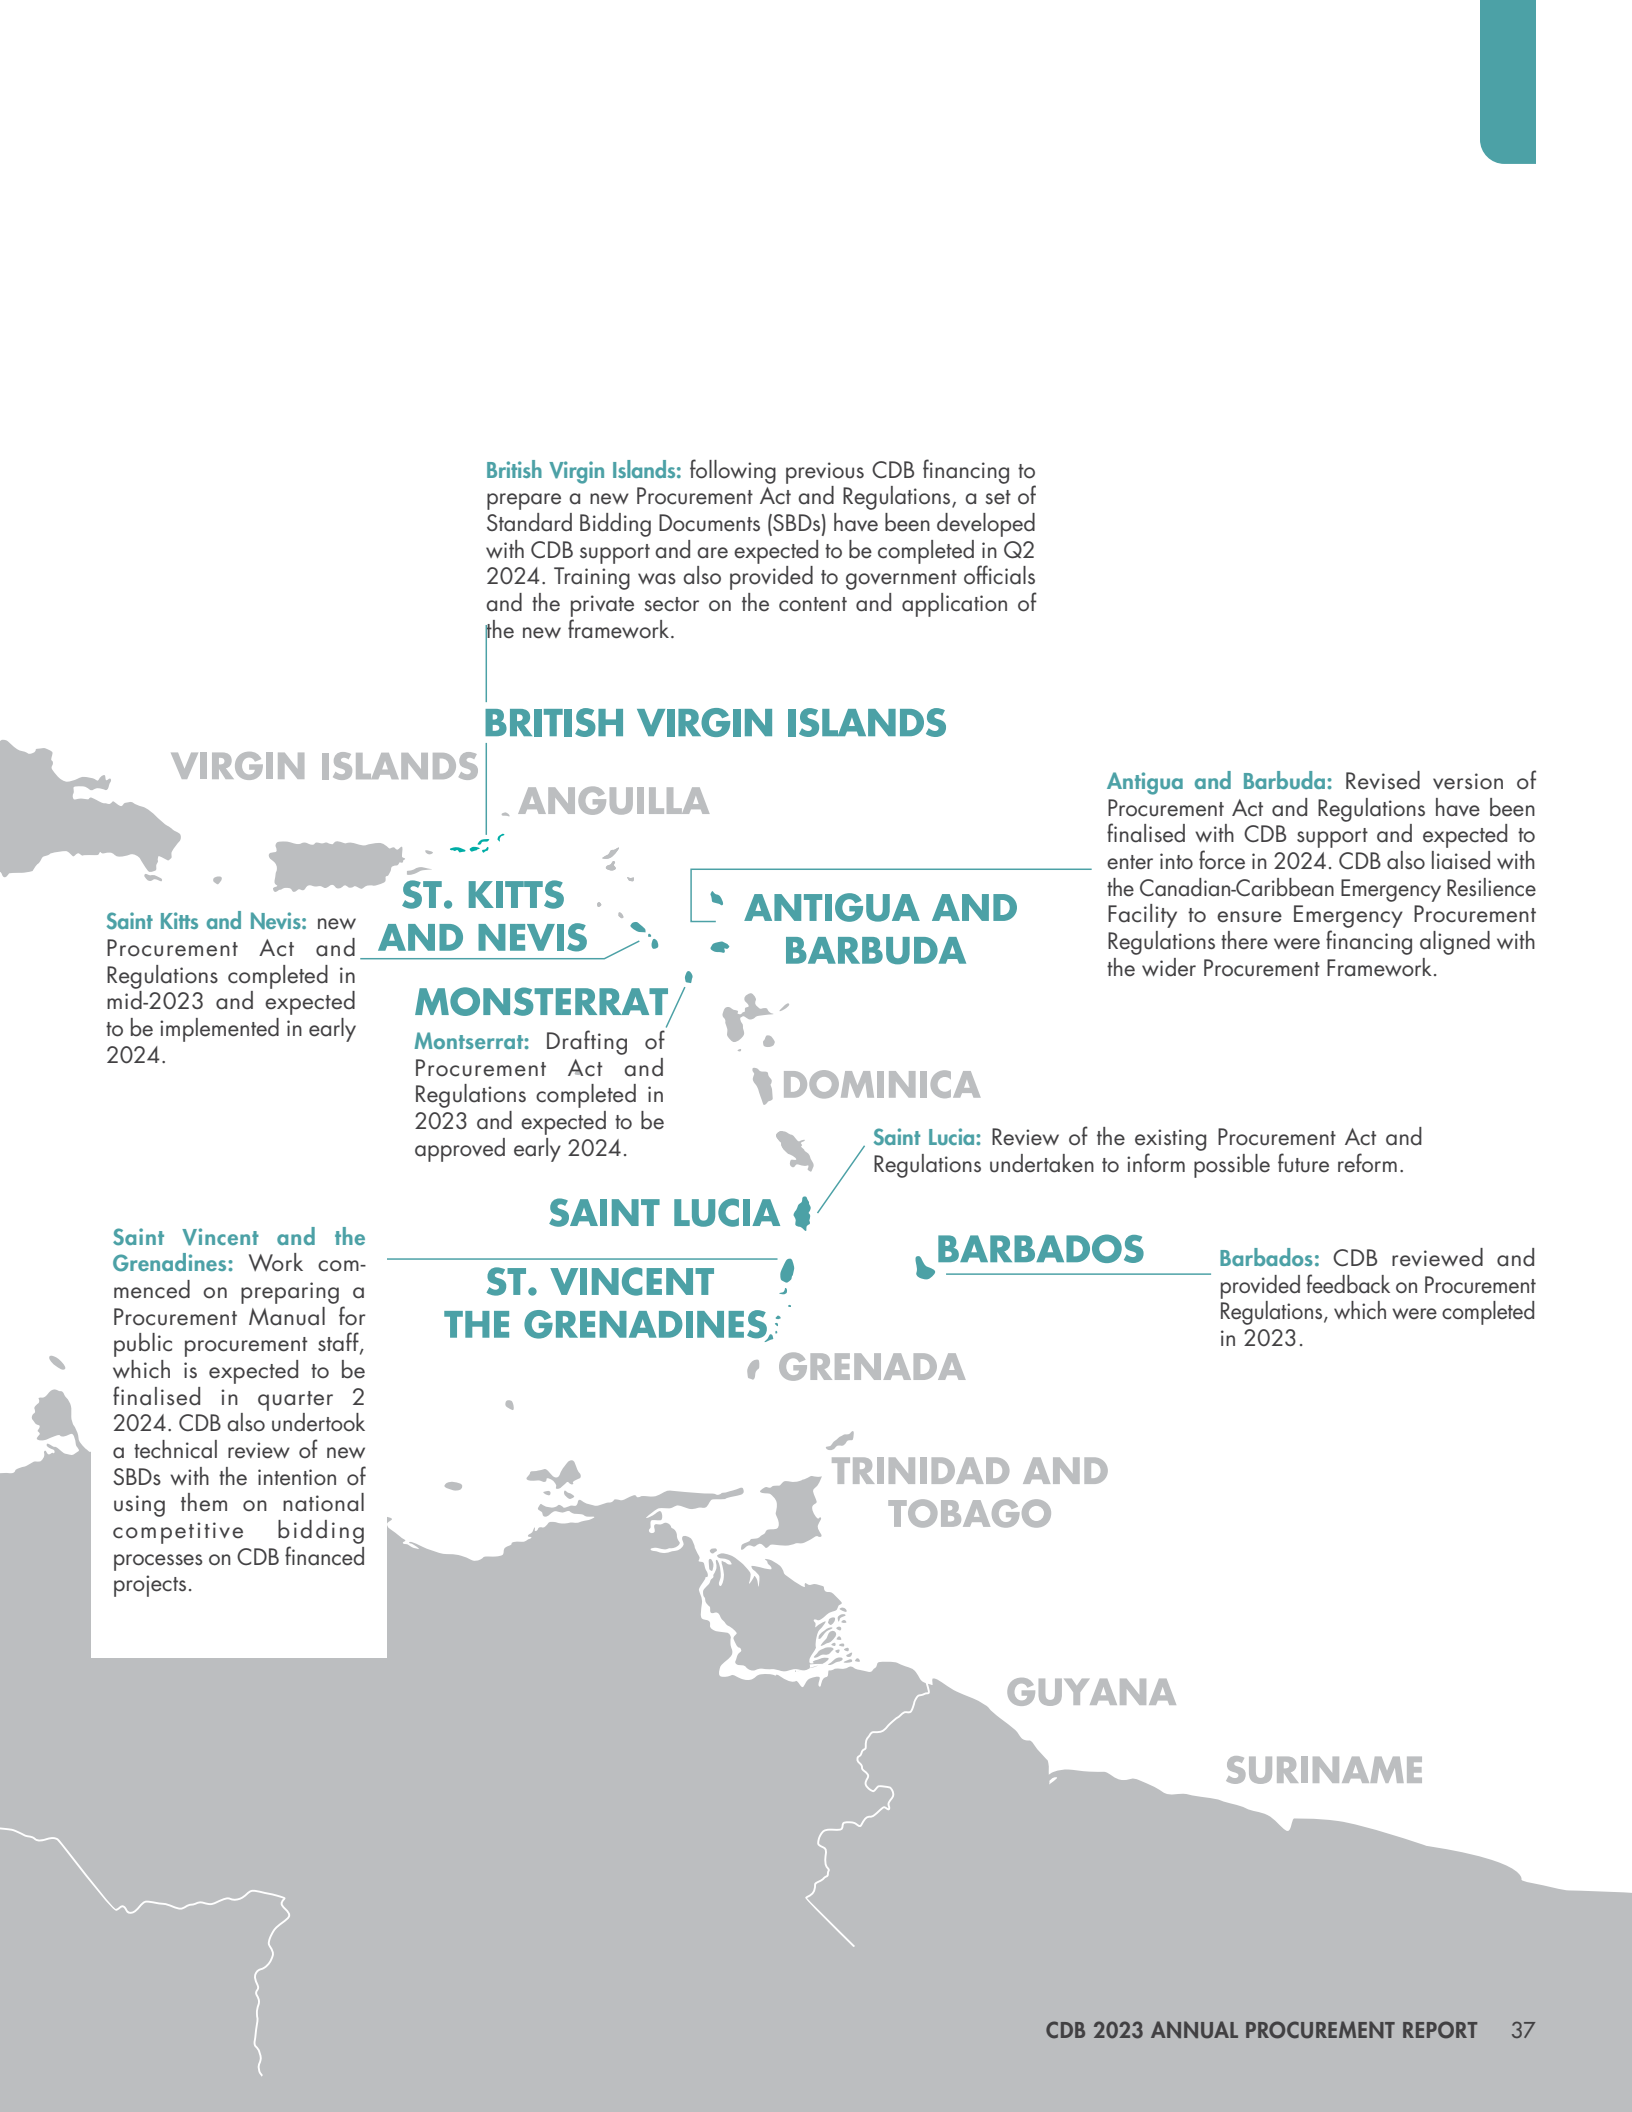 British Virgin Islands: following previous CDB financing to
prepare a new Procurement Act and Regulations, a set of
Standard Bidding Documents (SBDs) have been developed
with CDB support and are expected to be completed in Q2
2024. Training was also provided to government officials
and the private sector on the content and application of
the new framework.
BRITISH VIRGIN ISLANDS
VIRGIN ISLANDS
ANGUILLA
Antigua and Barbuda: Revised version of
Procurement Act and Regulations have been
finalised with CDB support and expected to
enter into force in 2024. CDB also liaised with
the Canadian-Caribbean Emergency Resilience
Facility to ensure Emergency Procurement
Regulations there were financing aligned with
the wider Procurement Framework.
ST. KITTS
AND NEVIS
ANTIGUA AND
BARBUDA
Saint Kitts and Nevis: new
Procurement Act and
Regulations completed in
mid-2023 and expected
to be implemented in early
2024.
MONSTERRAT
Montserrat: Drafting of
Procurement Act and
Regulations completed in
2023 and expected to be
approved early 2024.
DOMINICA
Saint Lucia: Review of the existing Procurement Act and
Regulations undertaken to inform possible future reform.
SAINT LUCIA
Saint Vincent and the
Grenadines: Work com-
menced on preparing a
Procurement Manual for
public procurement staff,
which is expected to be
finalised in quarter 2
2024. CDB also undertook
a technical review of new
SBDs with the intention of
using them on national
competitive bidding
processes on CDB financed
projects.
ST. VINCENT
THE GRENADINES
BARBADOS
Barbados: CDB reviewed and
provided feedback on Procurement
Regulations, which were completed
in 2023.
GRENADA
TRINIDAD AND
TOBAGO
GUYANA
SURINAME
CDB 2023 ANNUAL PROCUREMENT REPORT 37